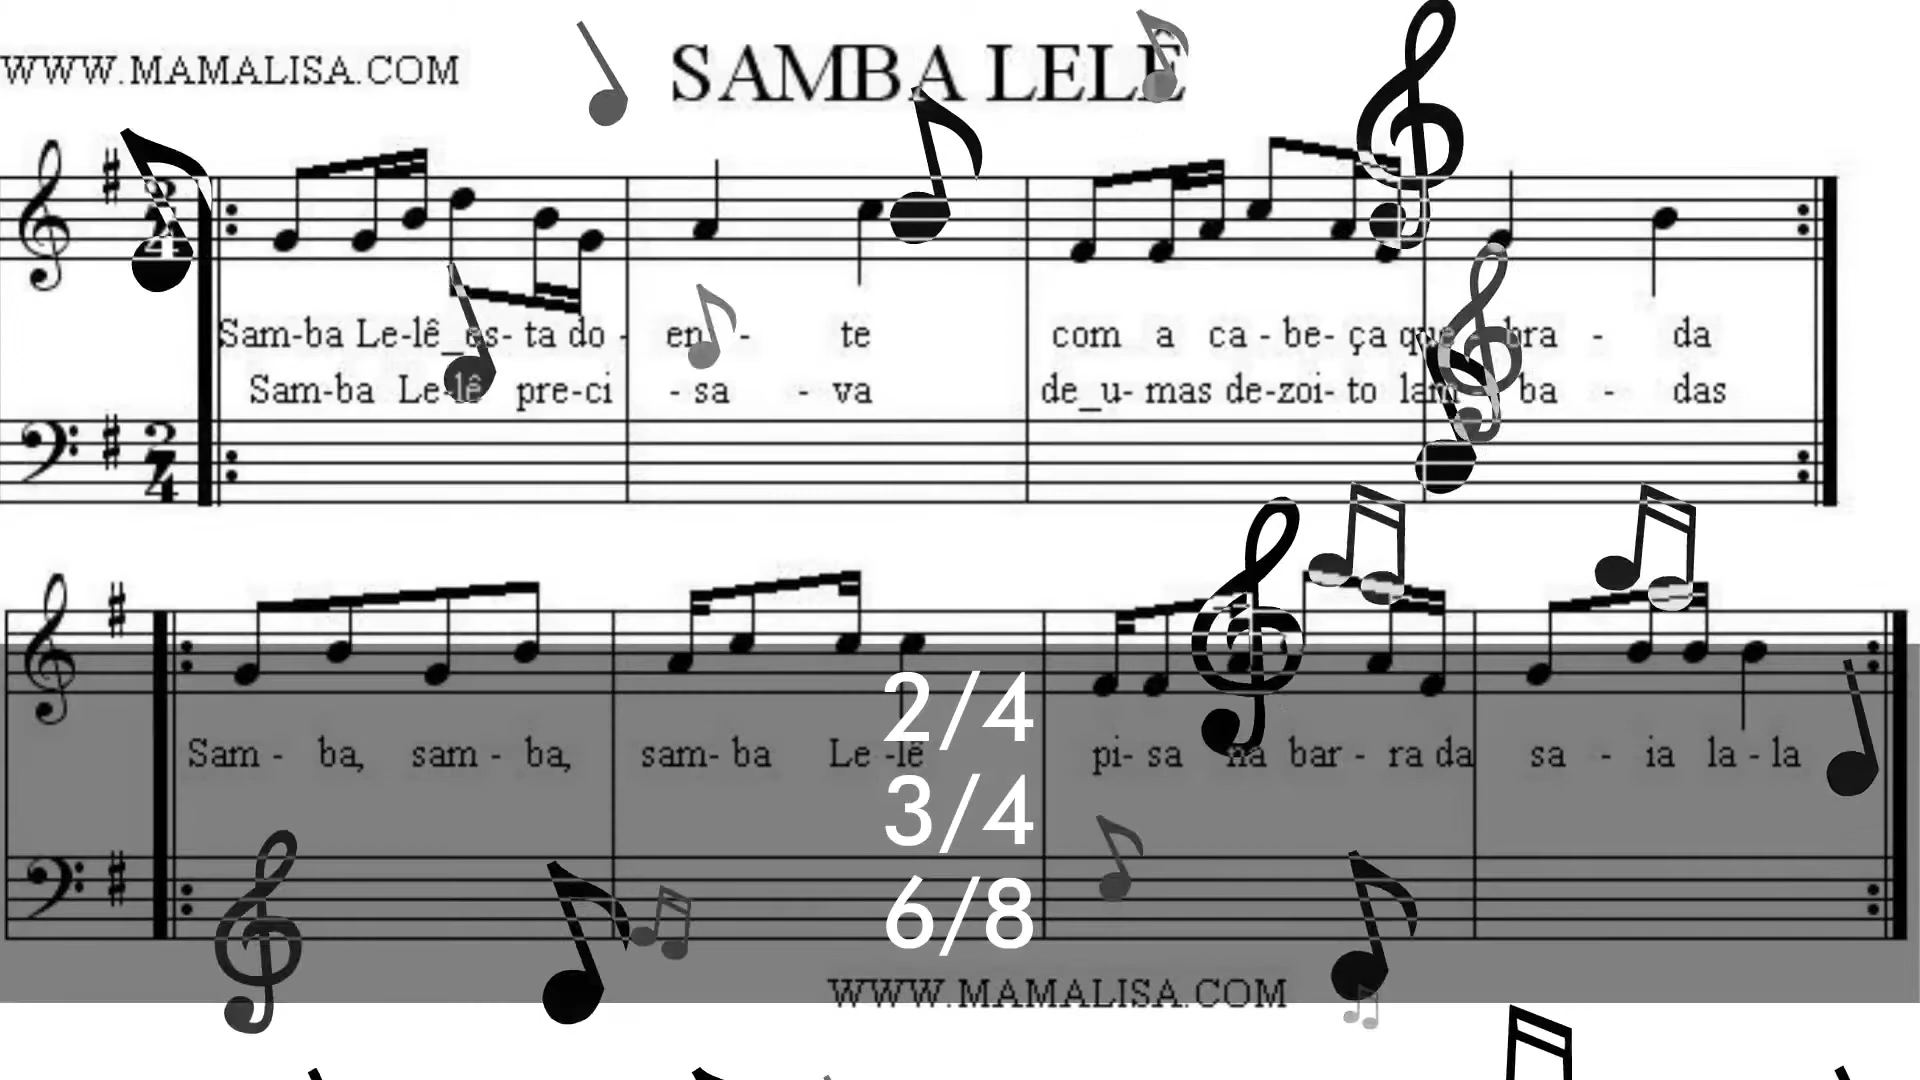 WWW.MAMALISA.COM
SAMBA LELE
Sam-ba Le-lê_es- ta do - en - te com a ca - be- ça que - bra - da
Sam-ba Le-lê pre-ci - sa - va de_u- mas de-zoi- to lam ba - das
2
4
Sam - ba, sam - ba, sam- ba Le -lê pi- sa na bar - ra da sa - ia la - la
2/4
3/4
6/8
WWW.MAMALISA.COM